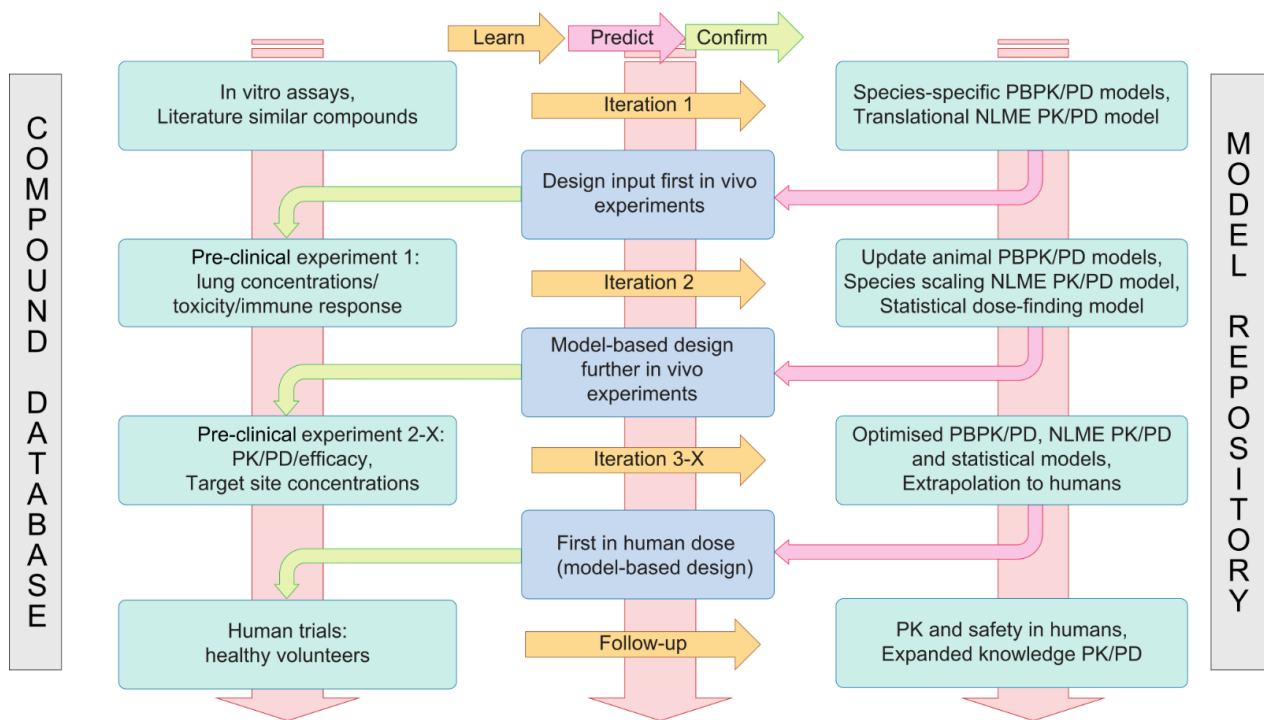 Learn
Predict
Confirm
COMPOUND DATABASE
MODEL REPOSITORY
In vitro assays,
Literature similar compounds
Iteration 1
Species-specific PBPK/PD models,
Translational NLME PK/PD model
Design input first in vivo
experiments
Pre-clinical experiment 1:
lung concentrations/
toxicity/immune response
Iteration 2
Update animal PBPK/PD models,
Species scaling NLME PK/PD model,
Statistical dose-finding model
Model-based design
further in vivo
experiments
Pre-clinical experiment 2-X:
PK/PD/efficacy,
Target site concentrations
Iteration 3-X
Optimised PBPK/PD, NLME PK/PD
and statistical models,
Extrapolation to humans
First in human dose
(model-based design)
Human trials:
healthy volunteers
Follow-up
PK and safety in humans,
Expanded knowledge PK/PD